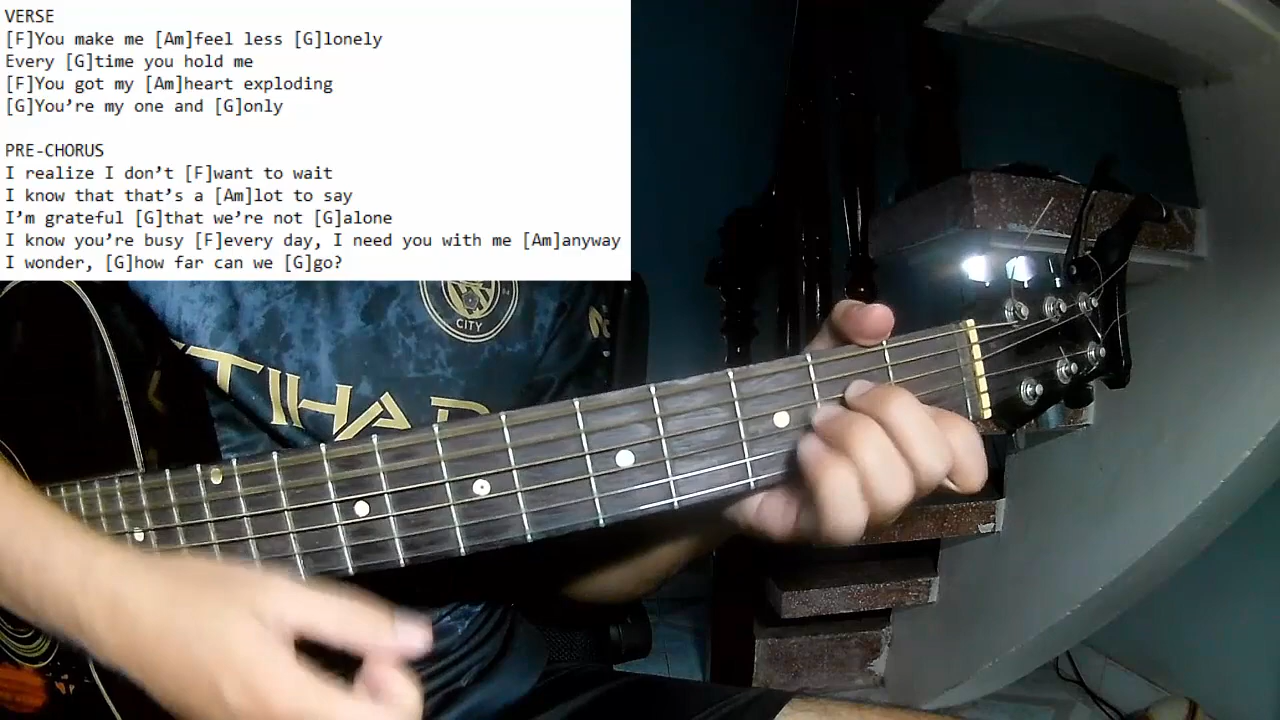 VERSE
[F]You make me [Am]feel less [G]lonely
Every [G]time you hold me
[F]You got my [Am]heart exploding
[G]You’re my one and [G]only

PRE-CHORUS
I realize I don’t [F]want to wait
I know that that’s a [Am]lot to say
I’m grateful [G]that we’re not [G]alone
I know you’re busy [F]every day, I need you with me [Am]anyway
I wonder, [G]how far can we [G]go?
CITY